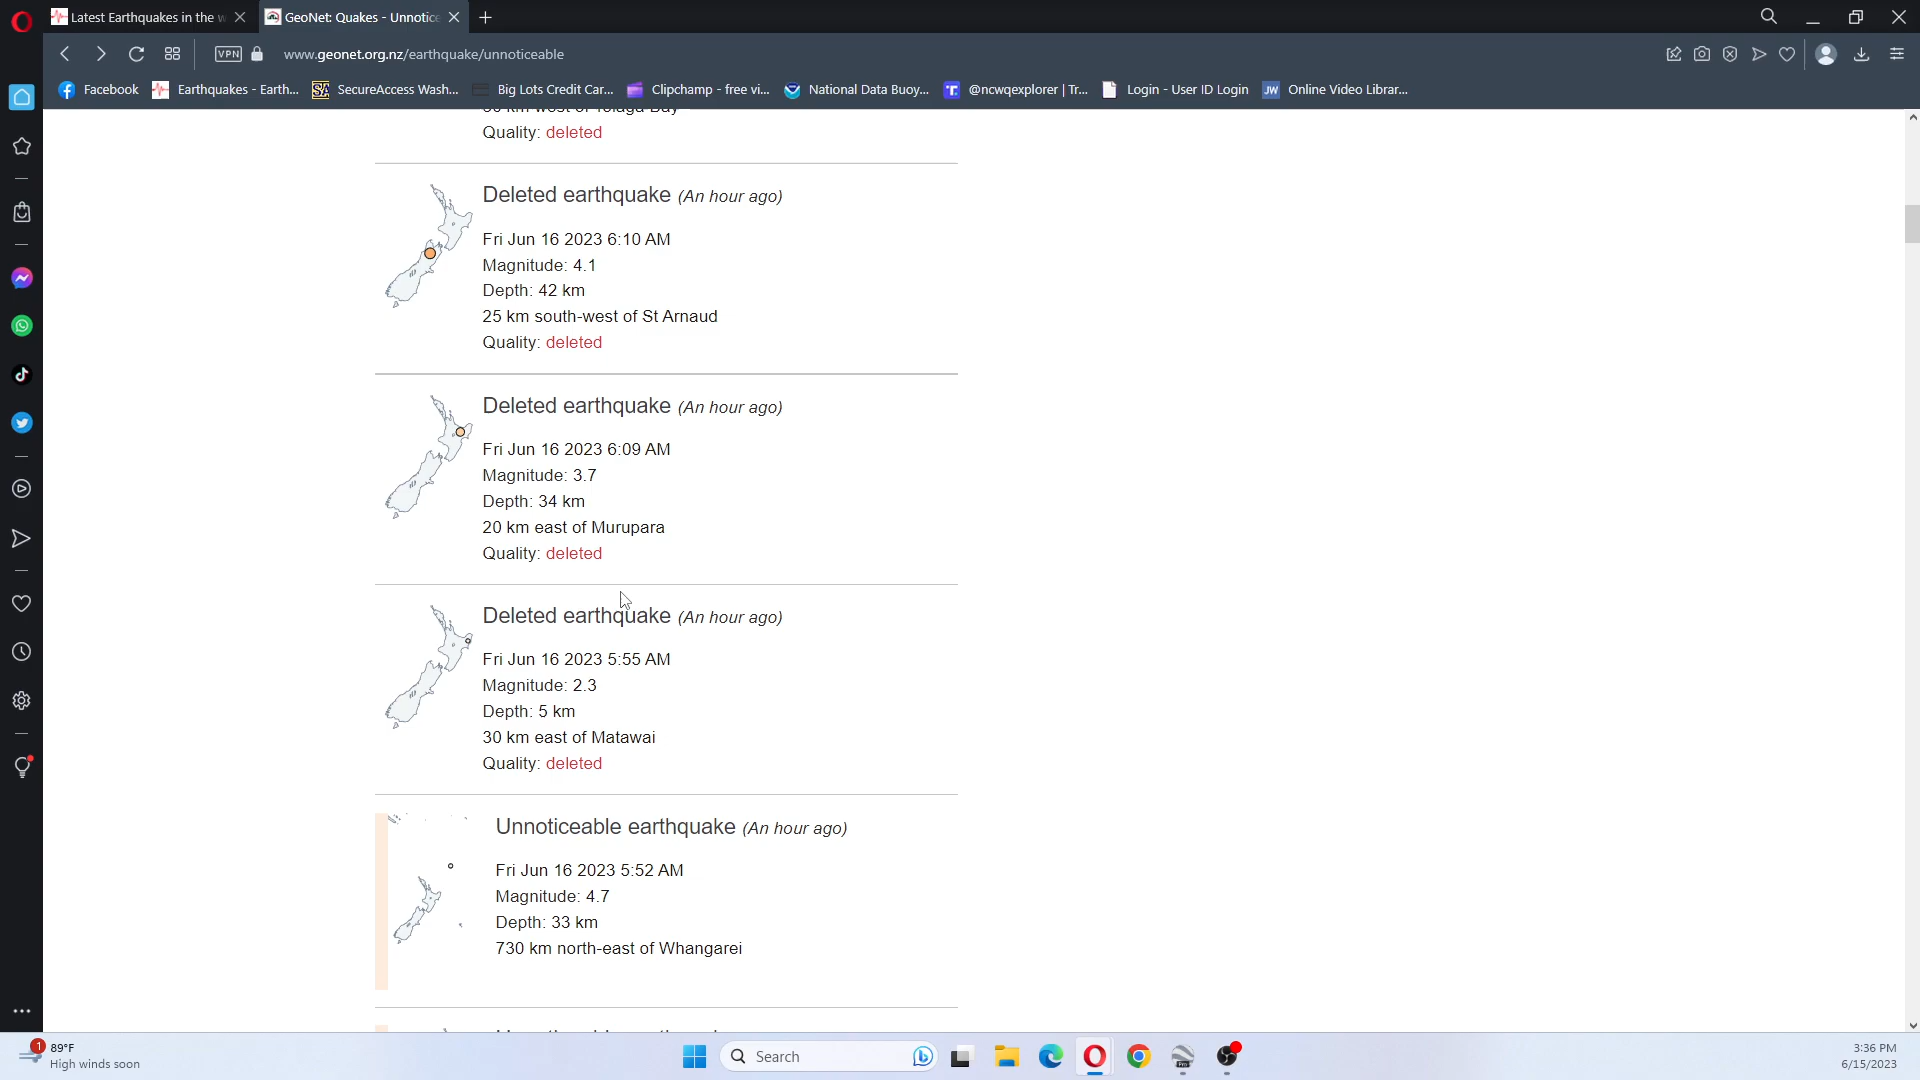 Latest Earthquakes in the w
GeoNet: Quakes - Unnotice
VPN
www.geonet.org.nz/earthquake/unnoticeable
Facebook
Earthquakes - Earth...
SecureAccess Wash...
Big Lots Credit Car...
Clipchamp - free vi...
National Data Buoy...
@ncwqexplorer | Tr...
Login - User ID Login
JW Online Video Librar...
Quality: deleted
Deleted earthquake (An hour ago)
Fri Jun 16 2023 6:10 AM
Magnitude: 4.1
Depth: 42 km
25 km south-west of St Arnaud
Quality: deleted
Deleted earthquake (An hour ago)
Fri Jun 16 2023 6:09 AM
Magnitude: 3.7
Depth: 34 km
20 km east of Murupara
Quality: deleted
Deleted earthquake (An hour ago)
Fri Jun 16 2023 5:55 AM
Magnitude: 2.3
Depth: 5 km
30 km east of Matawai
Quality: deleted
Unnoticeable earthquake (An hour ago)
Fri Jun 16 2023 5:52 AM
Magnitude: 4.7
Depth: 33 km
730 km north-east of Whangarei
1
89°F
High winds soon
Search
3:36 PM
6/15/2023